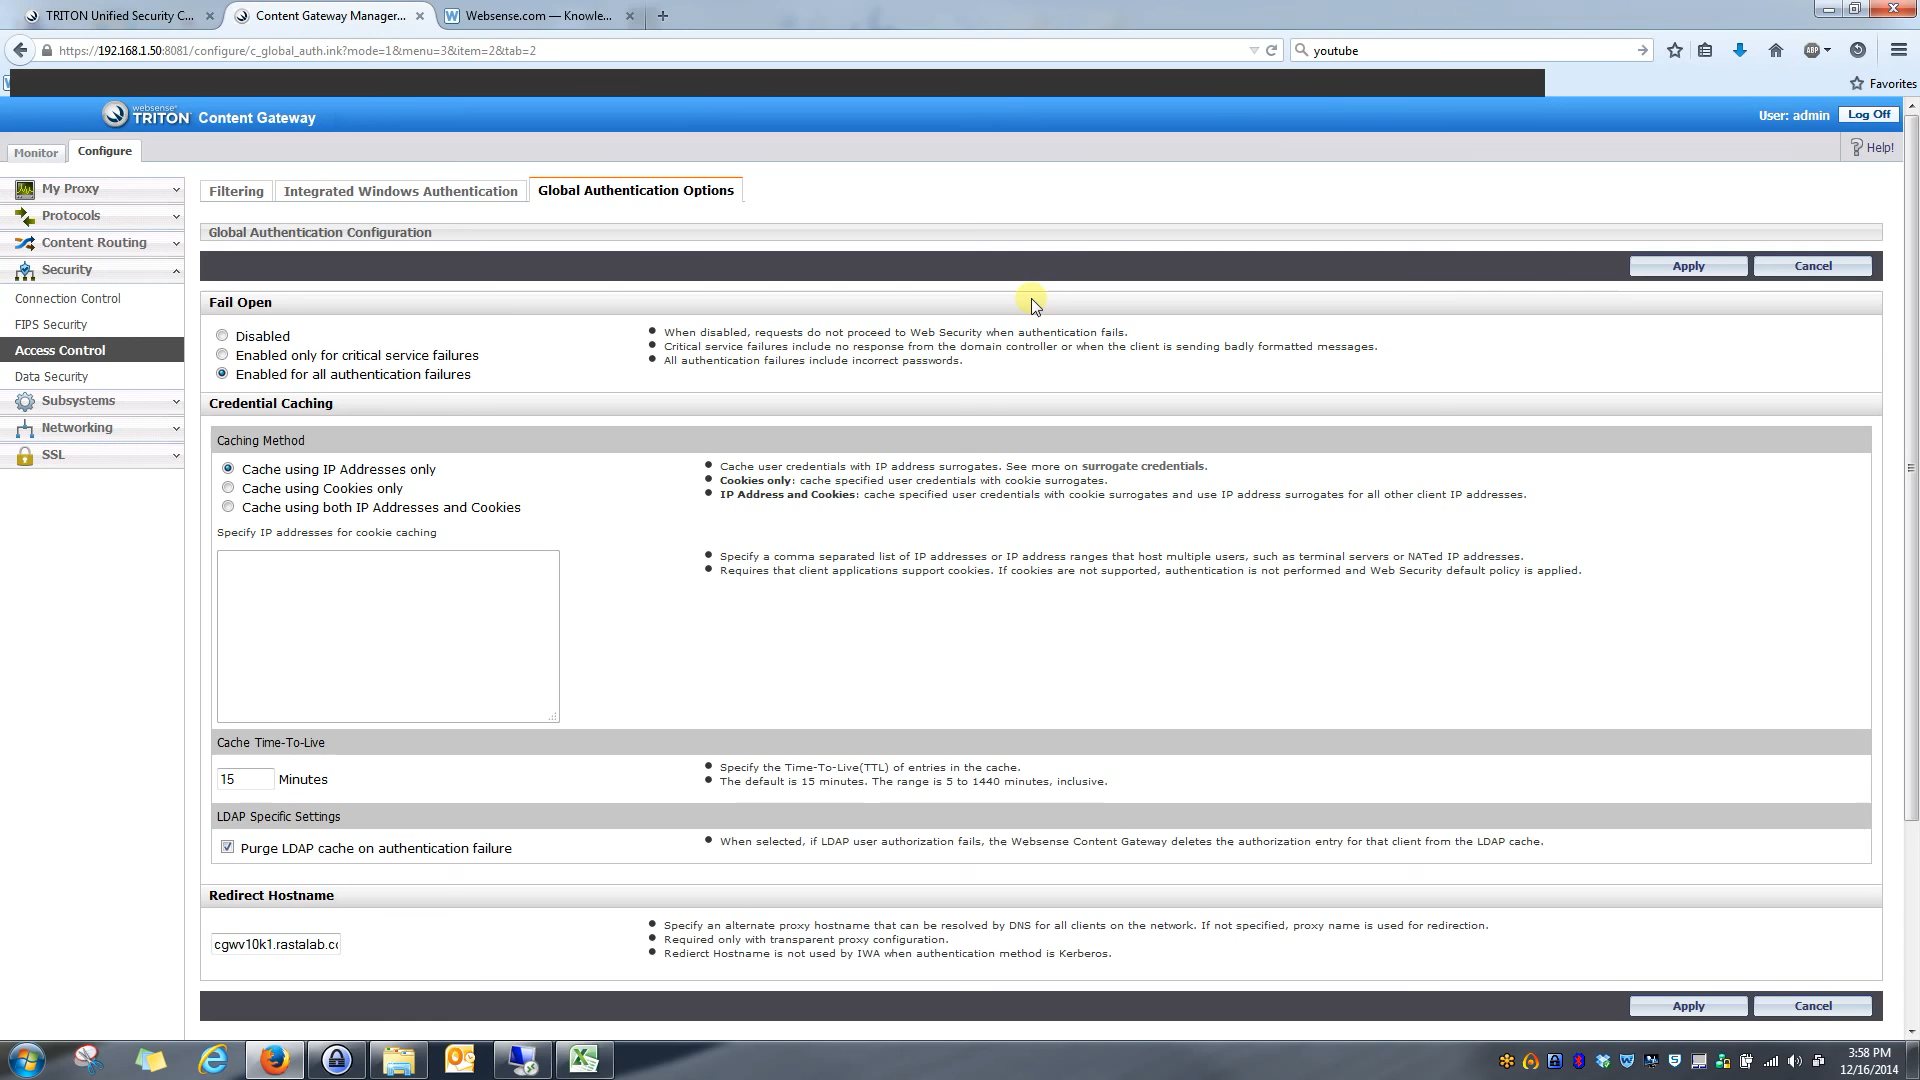 TRITON Unified Security C...
Content Gateway Manager...
Websense.com — Knowle...
https://192.168.1.50:8081/configure/c_global_auth.ink?mode=1&menu=3&item=2&tab=2
youtube
ABP
Favorites
websense
TRITON Content Gateway
User: admin
Log Off
Monitor
Configure
Help!
My Proxy
Protocols
Content Routing
Security
Connection Control
FIPS Security
Access Control
Data Security
Subsystems
Networking
SSL
Filtering
Integrated Windows Authentication
Global Authentication Options
Global Authentication Configuration
Apply
Cancel
Fail Open
Disabled
Enabled only for critical service failures
Enabled for all authentication failures
When disabled, requests do not proceed to Web Security when authentication fails.
Critical service failures include no response from the domain controller or when the client is sending badly formatted messages.
All authentication failures include incorrect passwords.
Credential Caching
Caching Method
Cache using IP Addresses only
Cache using Cookies only
Cache using both IP Addresses and Cookies
Cache user credentials with IP address surrogates. See more on surrogate credentials.
Cookies only: cache specified user credentials with cookie surrogates.
IP Address and Cookies: cache specified user credentials with cookie surrogates and use IP address surrogates for all other client IP addresses.
Specify IP addresses for cookie caching
Specify a comma separated list of IP addresses or IP address ranges that host multiple users, such as terminal servers or NATed IP addresses.
Requires that client applications support cookies. If cookies are not supported, authentication is not performed and Web Security default policy is applied.
Cache Time-To-Live
15 Minutes
Specify the Time-To-Live(TTL) of entries in the cache.
The default is 15 minutes. The range is 5 to 1440 minutes, inclusive.
LDAP Specific Settings
Purge LDAP cache on authentication failure
When selected, if LDAP user authorization fails, the Websense Content Gateway deletes the authorization entry for that client from the LDAP cache.
Redirect Hostname
cgwv10k1.rastalab.c
Specify an alternate proxy hostname that can be resolved by DNS for all clients on the network. If not specified, proxy name is used for redirection.
Required only with transparent proxy configuration.
Redierct Hostname is not used by IWA when authentication method is Kerberos.
Apply
Cancel
3:58 PM
12/16/2014